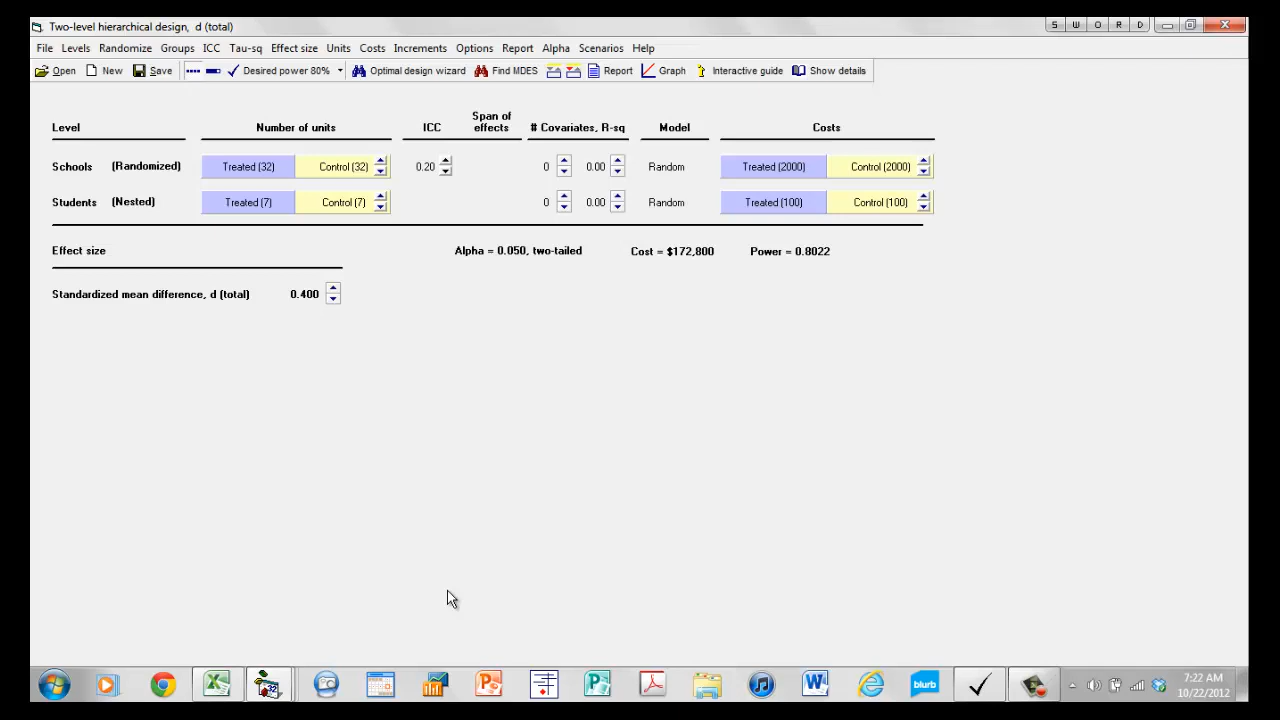 Two-level hierarchical design, d (total)
S W O R D
File Levels Randomize Groups ICC Tau-sq Effect size Units Costs Increments Options Report Alpha Scenarios Help
Open New Save Desired power 80% Optimal design wizard Find MDES Report Graph Interactive guide Show details
Level Number of units ICC Span of effects # Covariates, R-sq Model Costs
Schools (Randomized) Treated (32) Control (32) 0.20 0 0.00 Random Treated (2000) Control (2000)
Students (Nested) Treated (7) Control (7) 0 0.00 Random Treated (100) Control (100)
Effect size Alpha = 0.050, two-tailed Cost = $172,800 Power = 0.8022
Standardized mean difference, d (total) 0.400
blurb
7:22 AM
10/22/2012